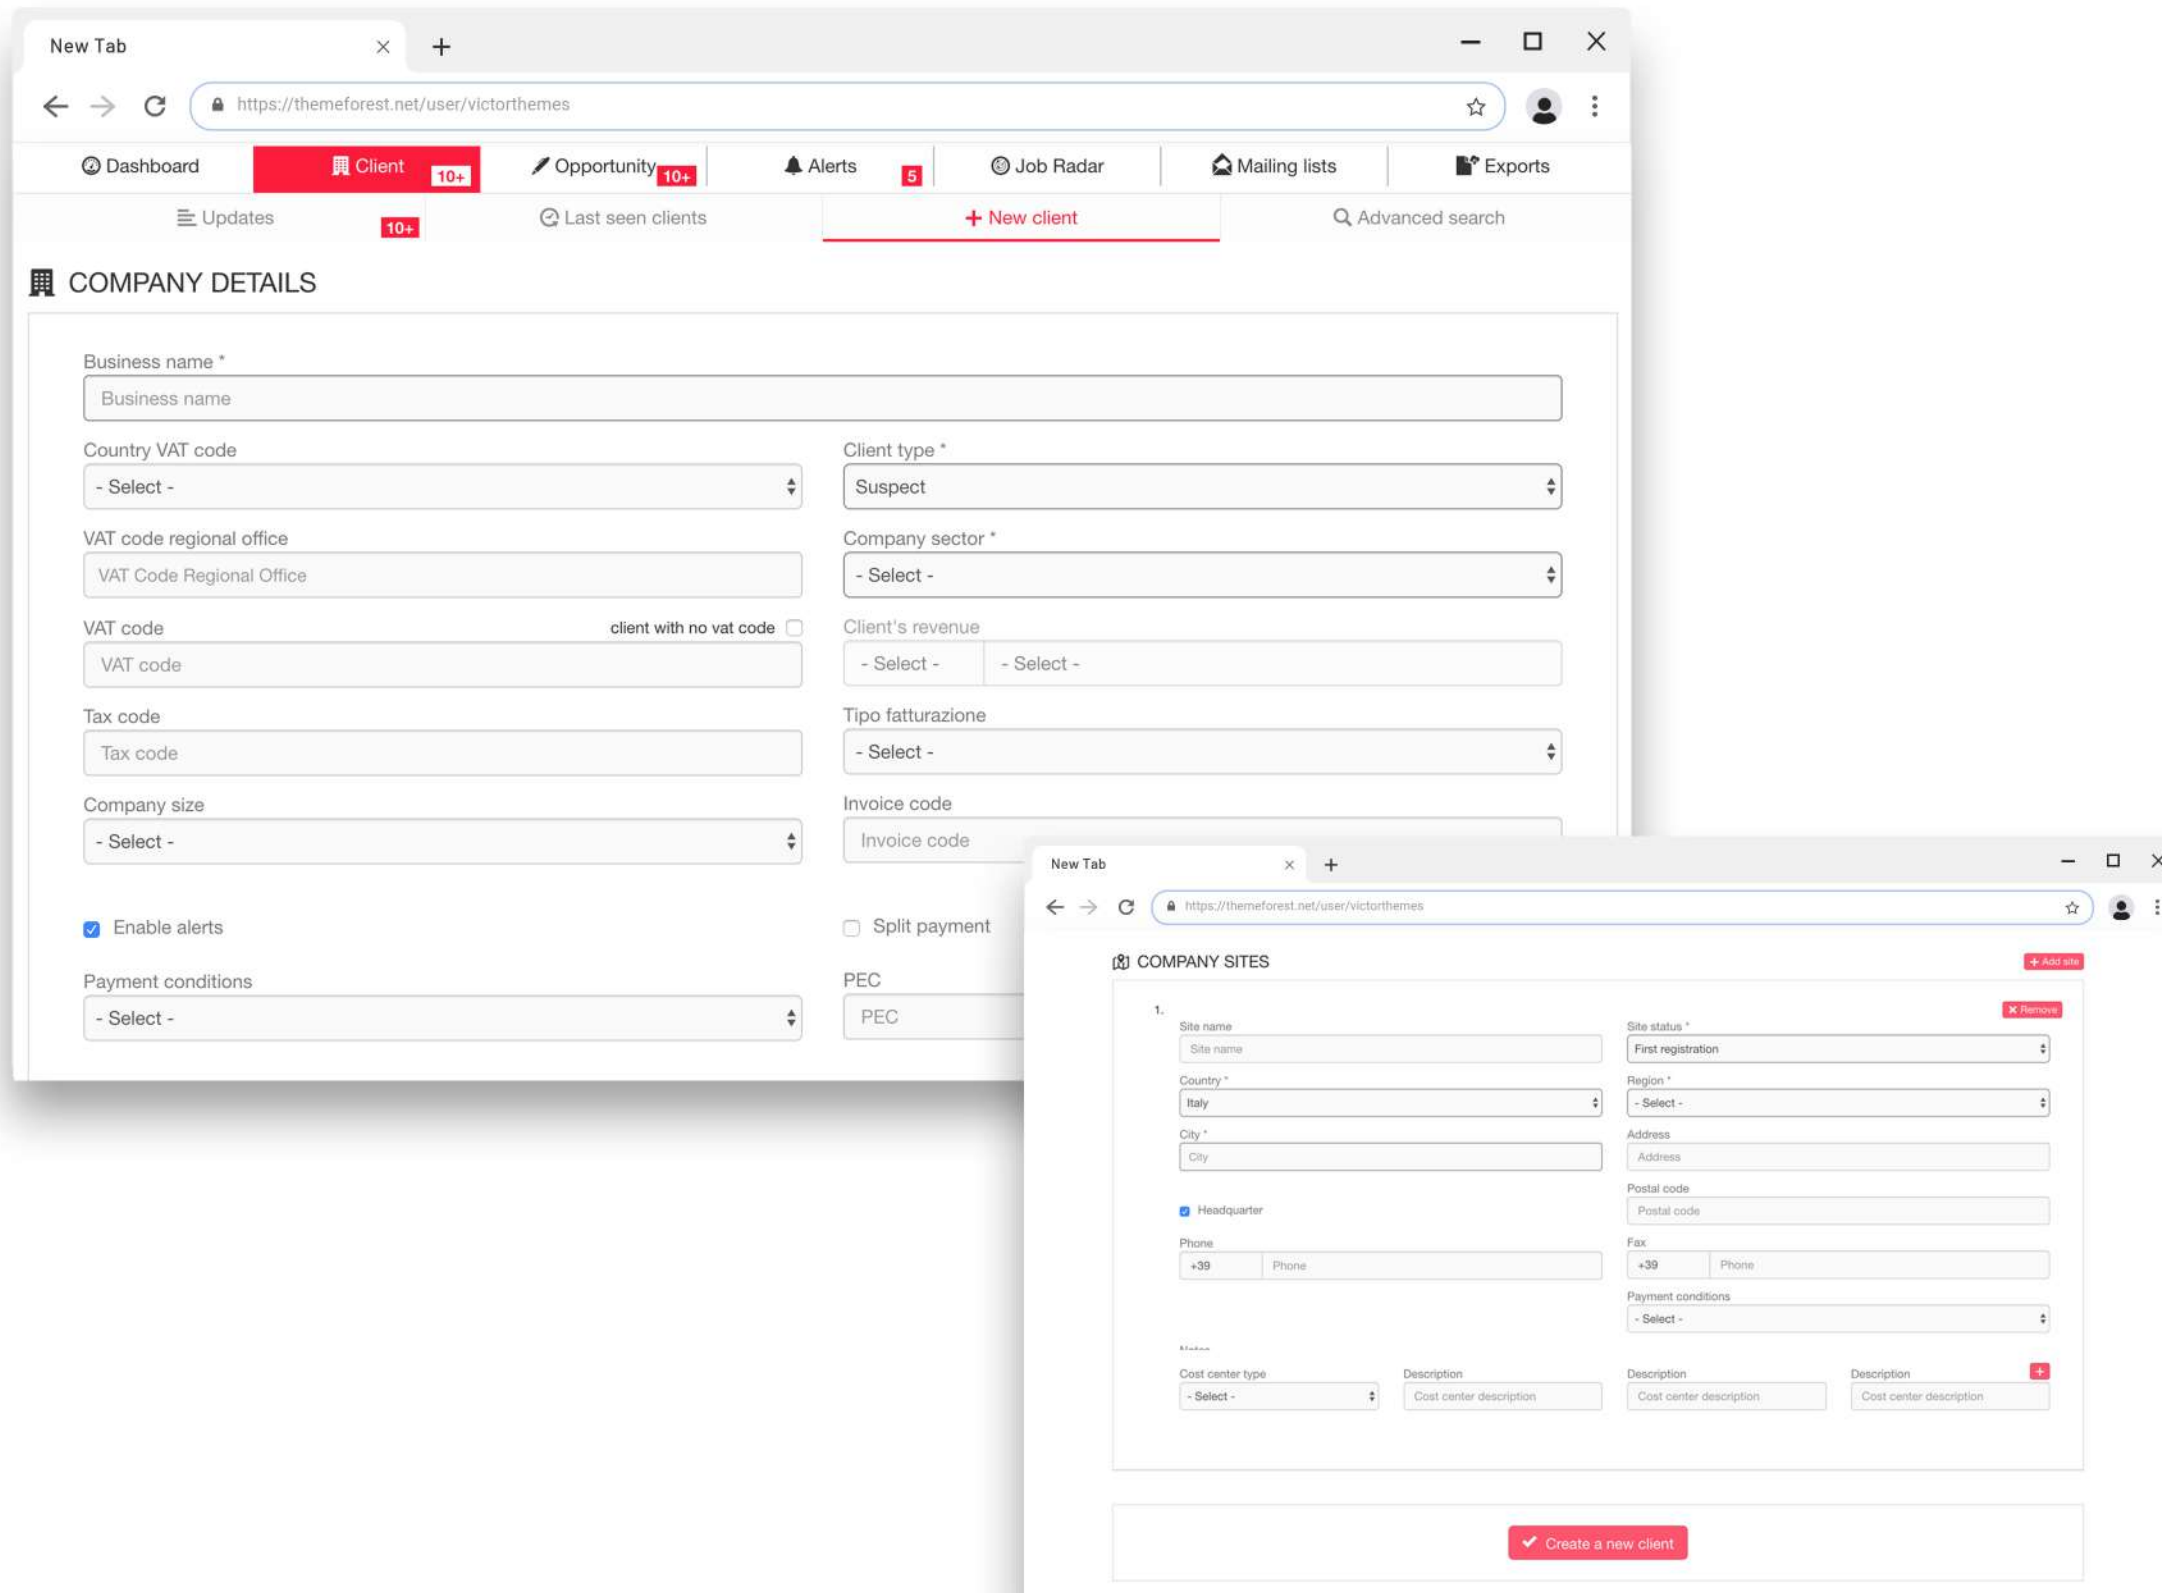 New Tab
https://themeforest.net/user/victorthemes
Dashboard Client 10+ Opportunity 10+ Alerts 5 Job Radar Mailing lists Exports
Updates 10+ Last seen clients + New client Advanced search
COMPANY DETAILS
Business name *
Business name
Country VAT code Client type *
- Select - Suspect
VAT code regional office Company sector *
VAT Code Regional Office - Select -
VAT code client with no vat code Client's revenue
VAT code - Select - - Select -
Tax code Tipo fatturazione
Tax code - Select -
Company size Invoice code
- Select - Invoice code
Enable alerts Split payment
Payment conditions PEC
- Select - PEC
New Tab
https://themeforest.net/user/victorthemes
COMPANY SITES + Add site
1. Remove
Site name Site status *
Site name First registration
Country * Region *
Italy - Select -
City * Address
City Address
Postal code
Headquarter Postal code
Phone Fax
+39 Phone +39 Phone
Payment conditions
- Select -
Notes
Cost center type Description Description Description +
- Select - Cost center description Cost center description Cost center description
Create a new client